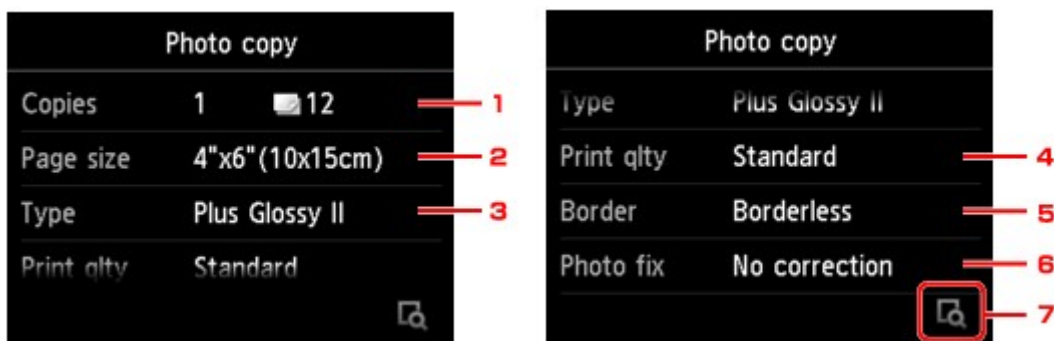 Photo copy
Copies 1 12 1
Page size 4"x6"(10x15cm) 2
Type Plus Glossy II 3
Print qlty Standard
Photo copy
Type Plus Glossy II
Print qlty Standard 4
Border Borderless 5
Photo fix No correction 6
7